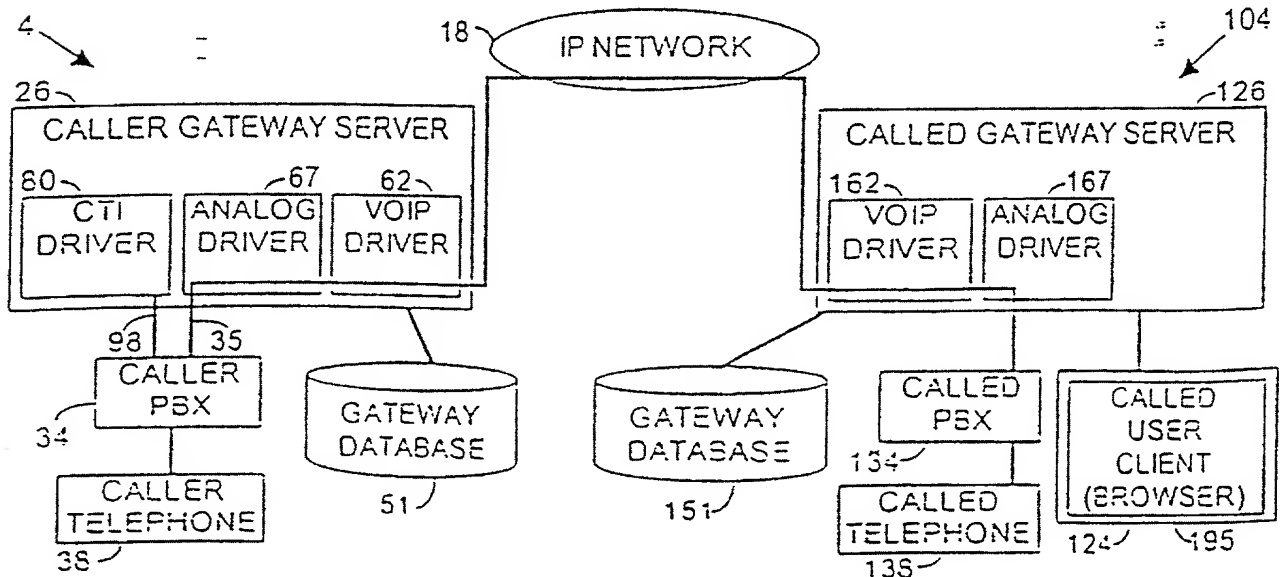 4
18
IP NETWORK
104
26
CALLER GATEWAY SERVER
80
CTI
DRIVER
67
ANALOG
DRIVER
62
VOIP
DRIVER
98
35
CALLER
PBX
34
CALLER
TELEPHONE
38
GATEWAY
DATABASE
51
126
CALLED GATEWAY SERVER
162
VOIP
DRIVER
167
ANALOG
DRIVER
GATEWAY
DATABASE
151
CALLED
PBX
134
CALLED
TELEPHONE
138
CALLED
USER
CLIENT
(BROWSER)
124
195